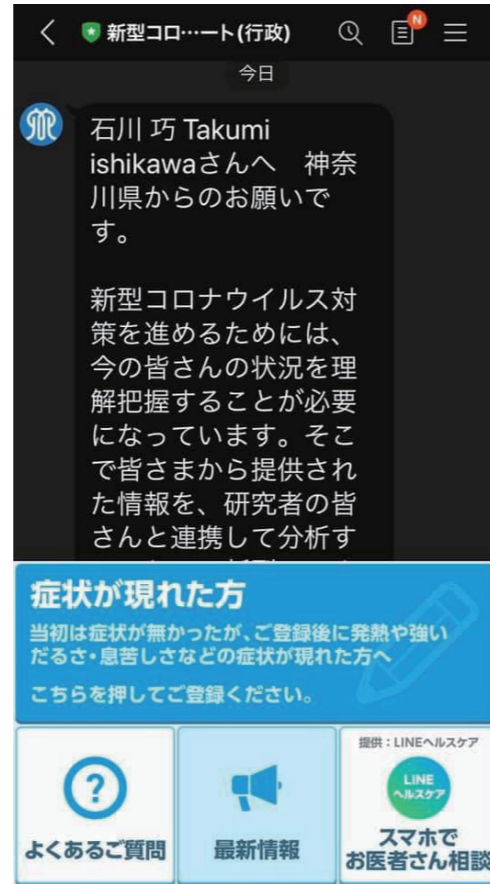 新型コロ…ート(行政)
N
今日
石川 巧 Takumi
ishikawaさんへ　神奈
川県からのお願いで
す。
新型コロナウイルス対
策を進めるためには、
今の皆さんの状況を理
解把握することが必要
になっています。そこ
で皆さまから提供され
た情報を、研究者の皆
さんと連携して分析す
症状が現れた方
当初は症状が無かったが、ご登録後に発熱や強い
だるさ・息苦しさなどの症状が現れた方へ
こちらを押してご登録ください。
?
よくあるご質問
最新情報
提供：LINEヘルスケア
LINE
ヘルスケア
スマホで
お医者さん相談